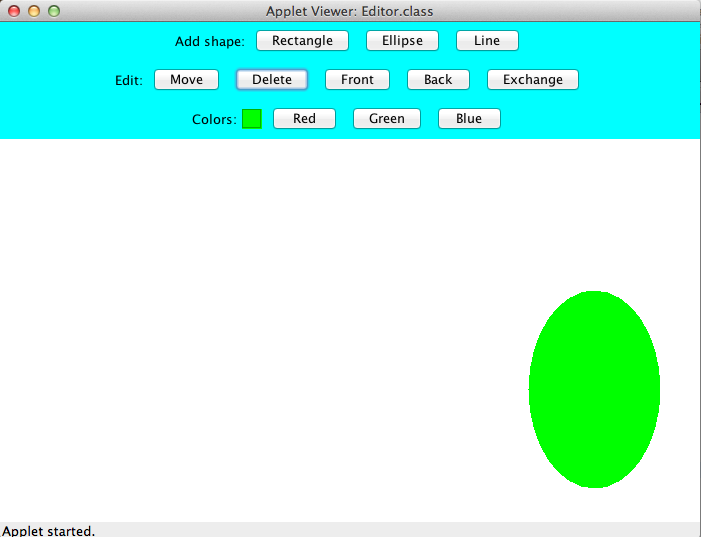 Applet Viewer: Editor.class
Add shape: Rectangle Ellipse Line
Edit: Move Delete Front Back Exchange
Colors: Red Green Blue
Applet started.